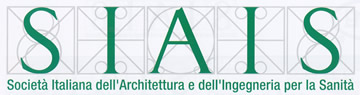 SIAIS
Società Italiana dell'Architettura e dell'Ingegneria per la Sanità